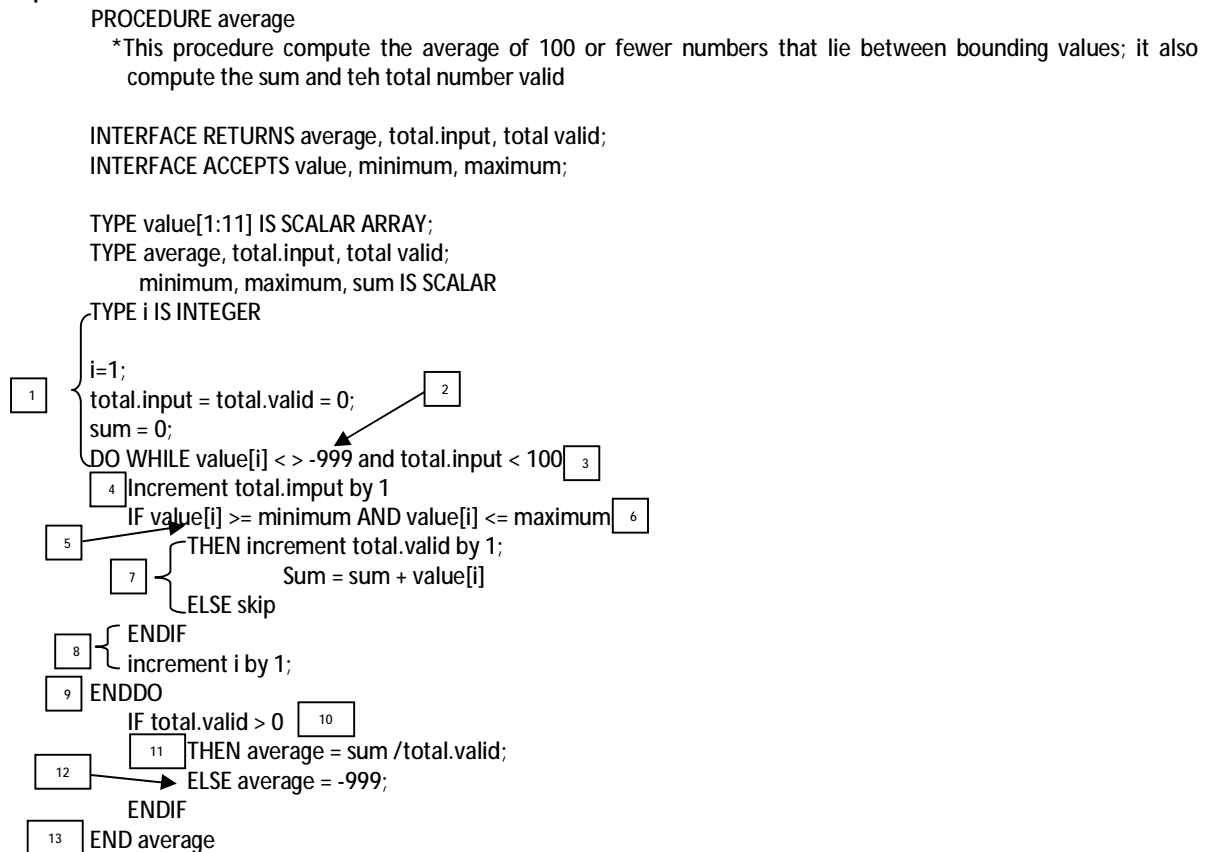 PROCEDURE average
*This procedure compute the average of 100 or fewer numbers that lie between bounding values; it also
compute the sum and teh total number valid
INTERFACE RETURNS average, total.input, total valid;
INTERFACE ACCEPTS value, minimum, maximum;
TYPE value[1:11] IS SCALAR ARRAY;
TYPE average, total.input, total valid;
minimum, maximum, sum IS SCALAR
TYPE i IS INTEGER
i=1;
1 total.input = total.valid = 0; 2
sum = 0;
DO WHILE value[i] < > -999 and total.input < 100 3
4 Increment total.imput by 1
IF value[i] >= minimum AND value[i] <= maximum 6
5 THEN increment total.valid by 1;
7 Sum = sum + value[i]
ELSE skip
ENDIF
8 increment i by 1;
9 ENDDO
IF total.valid > 0 10
11 THEN average = sum /total.valid;
12 ELSE average = -999;
ENDIF
13 END average